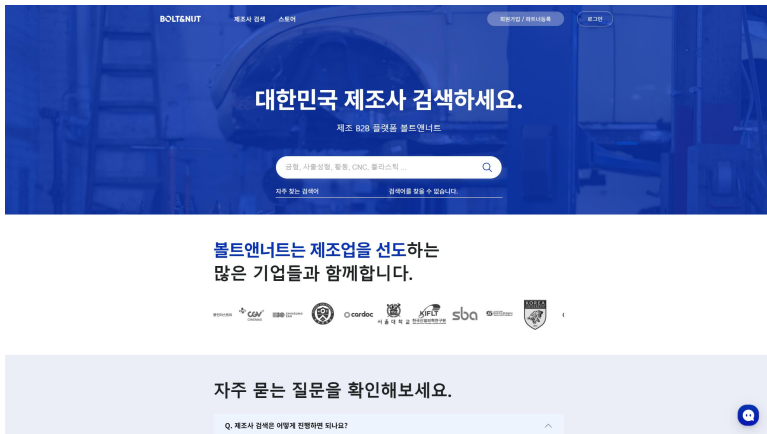 BOLT&NUT 제조사 검색 스토어 회원가입 / 파트너등록 로그인
대한민국 제조사 검색하세요.
제조 B2B 플랫폼 볼트앤너트
금형, 사출성형, 황동, CNC, 플라스틱 ...
자주 찾는 검색어 검색어를 찾을 수 없습니다.
볼트앤너트는 제조업을 선도하는
많은 기업들과 함께합니다.
CGV
cardoc
서울대학교
KIFLT
sba
KOREA
자주 묻는 질문을 확인해보세요.
Q. 제조사 검색은 어떻게 진행하면 되나요?